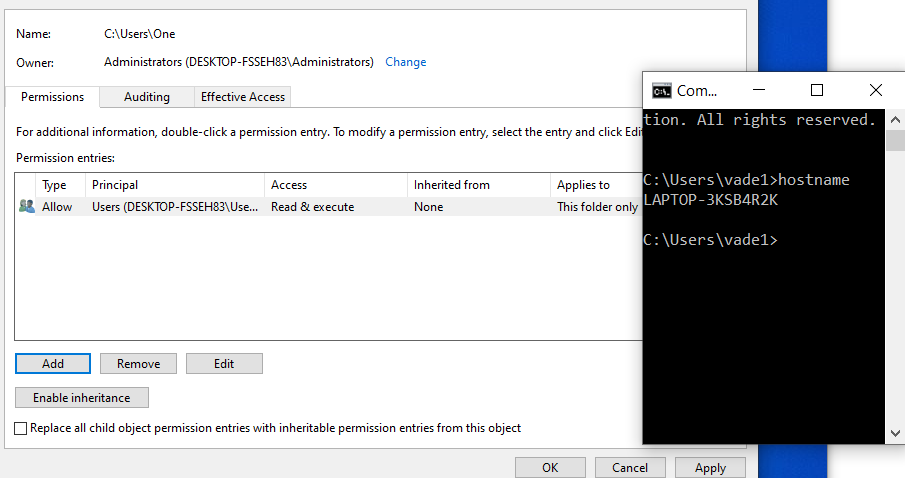 Name: C:\Users\One
Owner: Administrators (DESKTOP-FSSEH83\Administrators) Change
Permissions Auditing Effective Access
For additional information, double-click a permission entry. To modify a permission entry, select the entry and click Edi
Permission entries:
Type Principal Access Inherited from Applies to
Allow Users (DESKTOP-FSSEH83\Use... Read & execute None This folder only
Add Remove Edit
Enable inheritance
Replace all child object permission entries with inheritable permission entries from this object
OK Cancel Apply
Com...
tion. All rights reserved.
C:\Users\vade1>hostname
LAPTOP-3KSB4R2K
C:\Users\vade1>